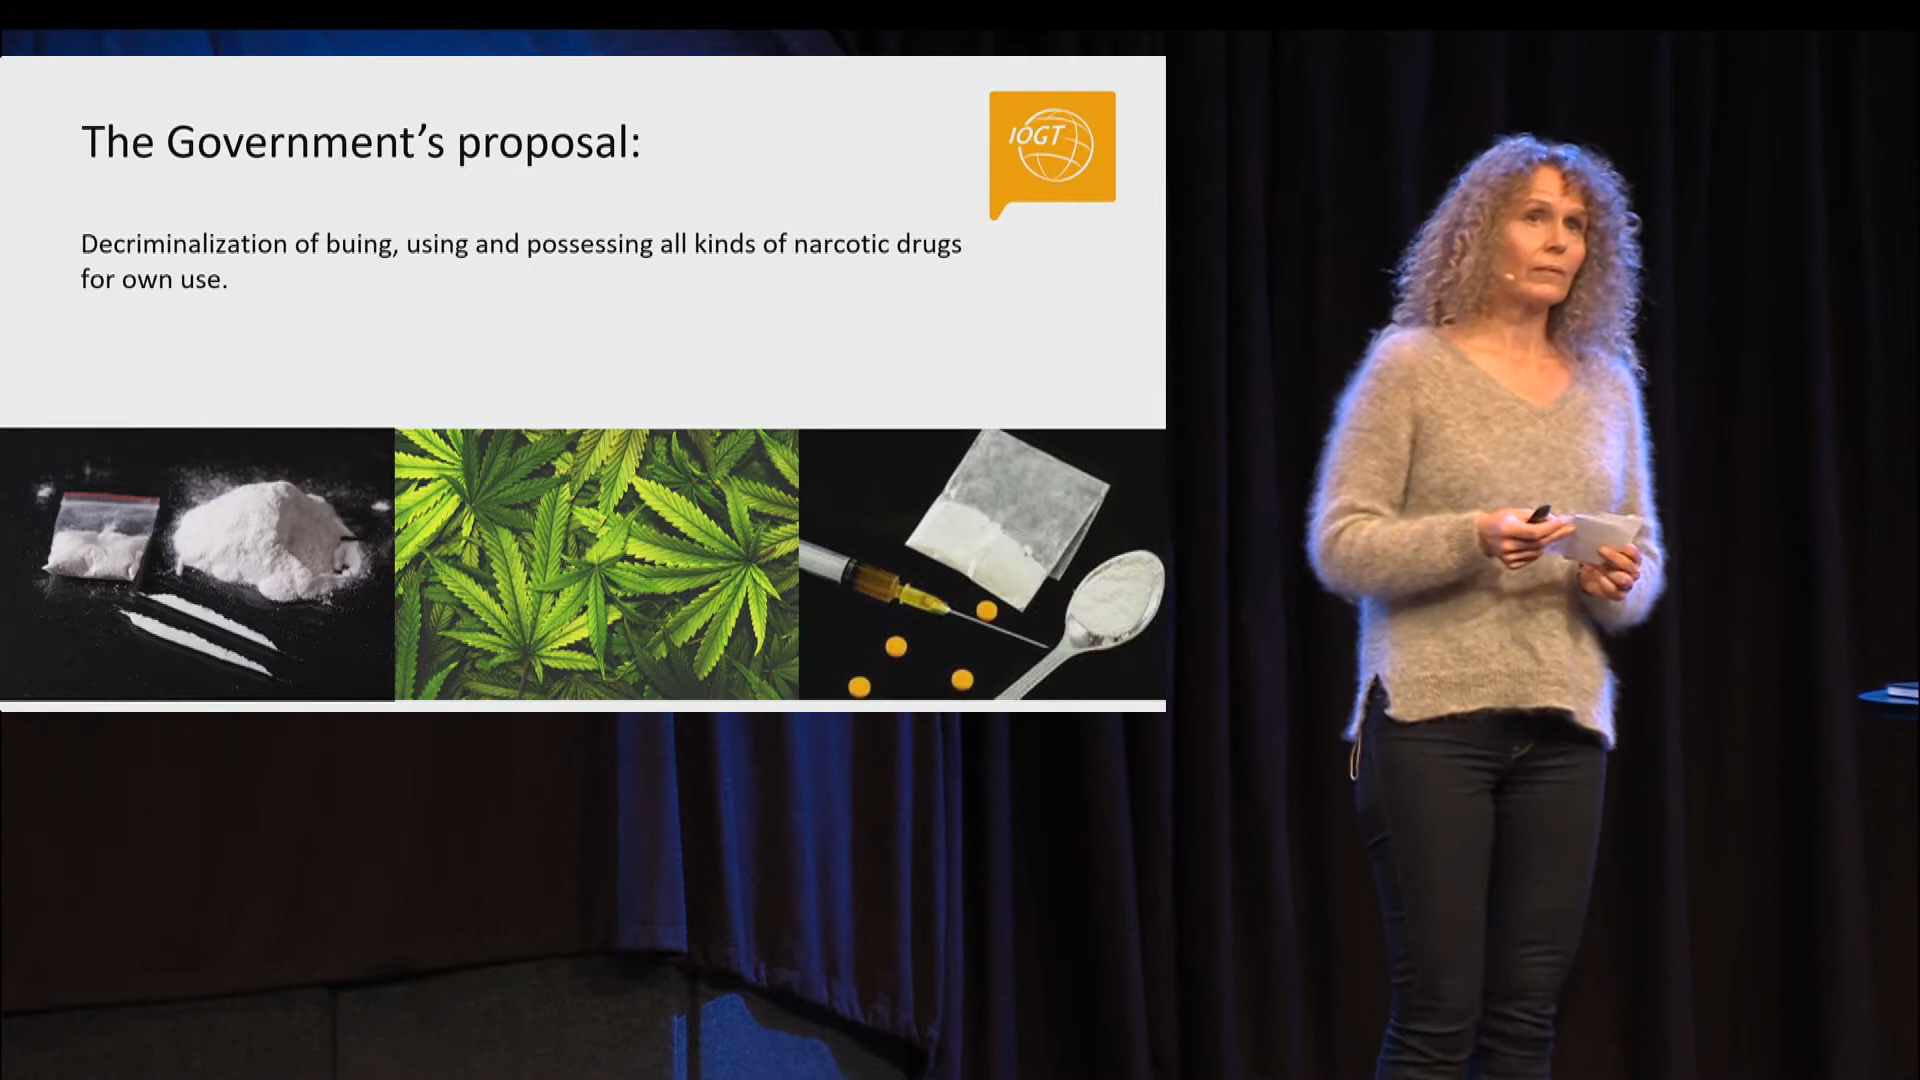 The Government’s proposal:
IOGT
Decriminalization of buing, using and possessing all kinds of narcotic drugs
for own use.